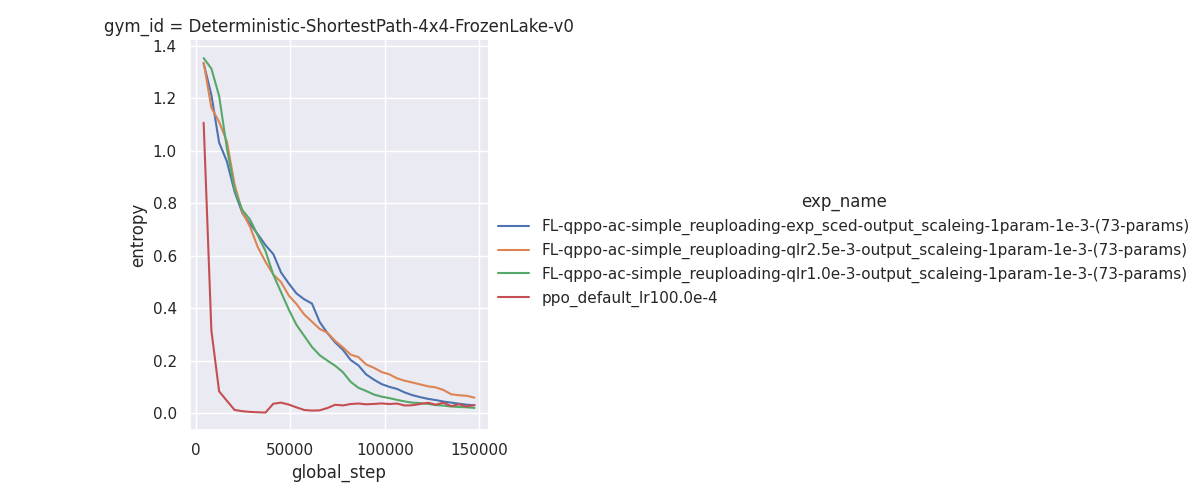 gym_id = Deterministic-ShortestPath-4x4-FrozenLake-v0
1.4
1.2
1.0
0.8
0.6
0.4
0.2
0.0
entropy
0
50000
100000
150000
global_step
exp_name
FL-qppo-ac-simple_reuploading-exp_sced-output_scaleing-1param-1e-3-(73-params)
FL-qppo-ac-simple_reuploading-qlr2.5e-3-output_scaleing-1param-1e-3-(73-params)
FL-qppo-ac-simple_reuploading-qlr1.0e-3-output_scaleing-1param-1e-3-(73-params)
ppo_default_lr100.0e-4